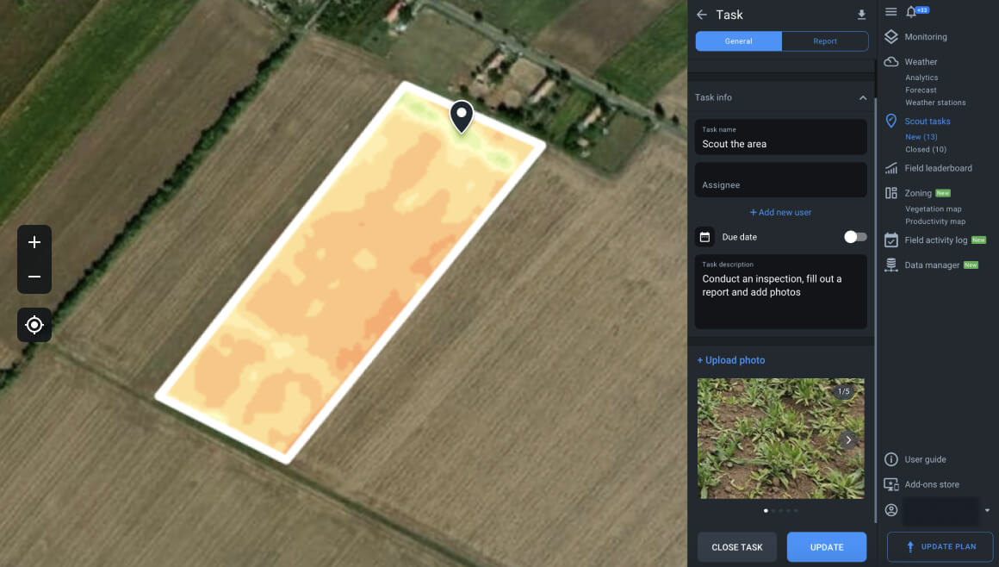 Task
General
Report
Task info
Task name
Scout the area
Assignee
+ Add new user
Due date
Task description
Conduct an inspection, fill out a
report and add photos
+ Upload photo
1/5
CLOSE TASK
UPDATE
+33
Monitoring
Weather
Analytics
Forecast
Weather stations
Scout tasks
New (13)
Closed (10)
Field leaderboard
Zoning New
Vegetation map
Productivity map
Field activity log New
Data manager New
User guide
Add-ons store
UPDATE PLAN